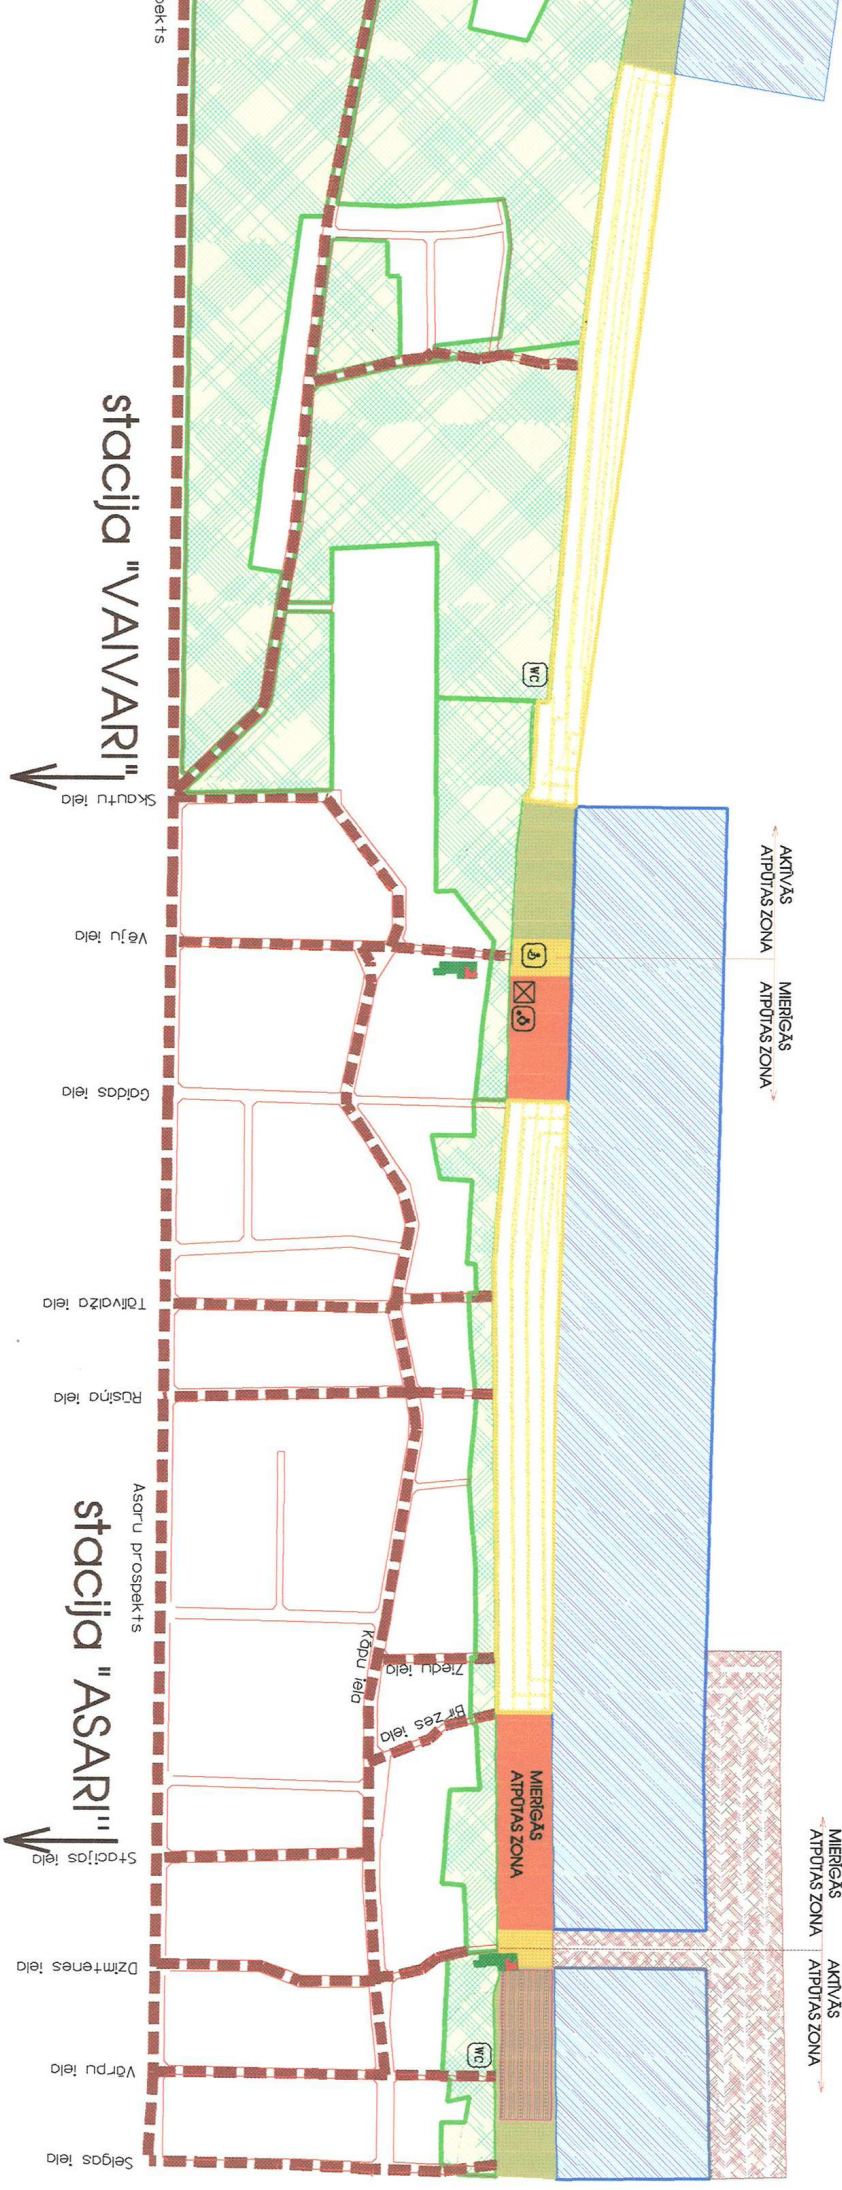 pekts
stacija "VAIVARI"
Skautu iela
Vēju iela
Gaidas iela
Tālivalža iela
Rūsiņa iela
Asaru prospekts
stacija "ASARI"
Kāpu iela
Ziedu iela
Birzes iela
Stacijas iela
Dzimtenes iela
Vārpu iela
Selgas iela
WC
WC
AKTĪVĀS
ATPŪTAS ZONA
MIERĪGĀS
ATPŪTAS ZONA
MIERĪGĀS
ATPŪTAS ZONA
MIERĪGĀS
ATPŪTAS ZONA
AKTĪVĀS
ATPŪTAS ZONA